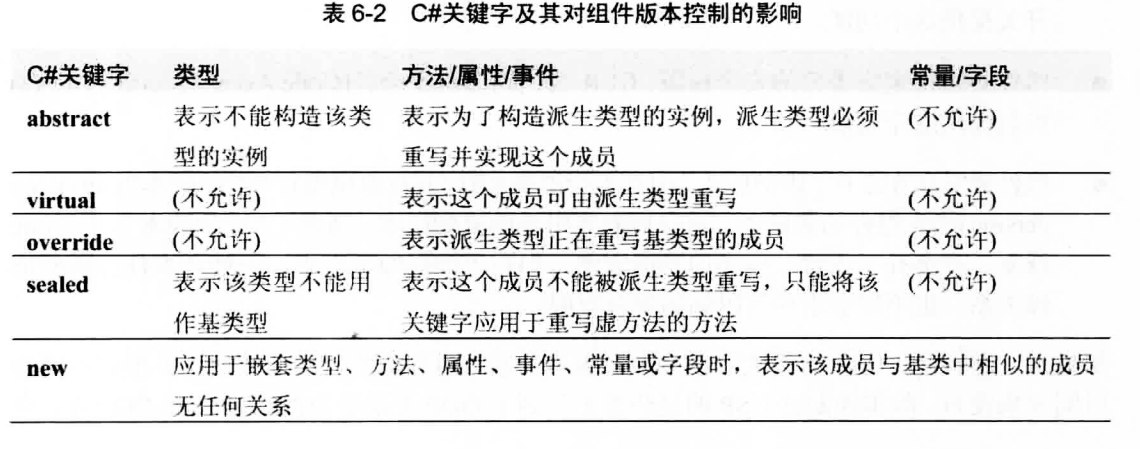 表 6-2 C#关键字及其对组件版本控制的影响
C#关键字 类型 方法/属性/事件 常量/字段
abstract 表示不能构造该类 表示为了构造派生类型的实例，派生类型必须 (不允许)
型的实例 重写并实现这个成员
virtual (不允许) 表示这个成员可由派生类型重写 (不允许)
override (不允许) 表示派生类型正在重写基类型的成员 (不允许)
sealed 表示该类型不能用 表示这个成员不能被派生类型重写，只能将该 (不允许)
作基类型 关键字应用于重写虚方法的方法
new 应用于嵌套类型、方法、属性、事件、常量或字段时，表示该成员与基类中相似的成员
无任何关系